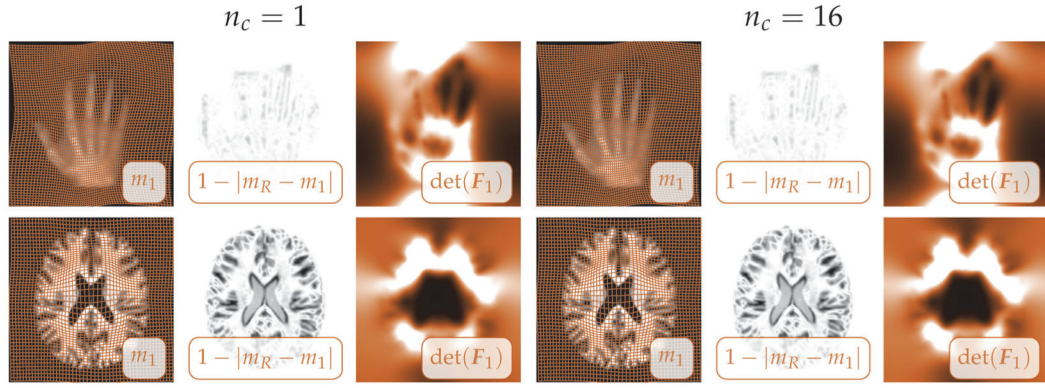 n_c = 1 n_c = 16
m_1 1 − |m_R − m_1| det(F_1) m_1 1 − |m_R − m_1| det(F_1)
m_1 1 − |m_R − m_1| det(F_1) m_1 1 − |m_R − m_1| det(F_1)